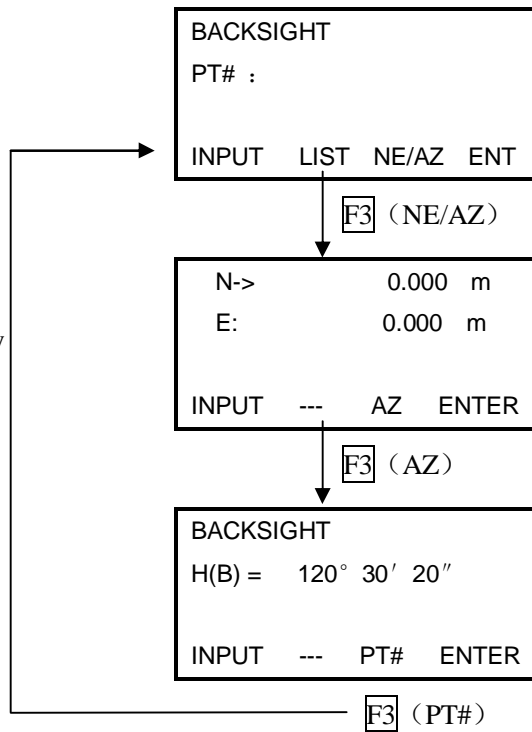 BACKSIGHT
PT# ：
INPUT LIST NE/AZ ENT
F3 （NE/AZ）
N-> 0.000 m
E: 0.000 m
INPUT --- AZ ENTER
F3 （AZ）
BACKSIGHT
H(B) = 120° 30′ 20″
INPUT --- PT# ENTER
F3 （PT#）